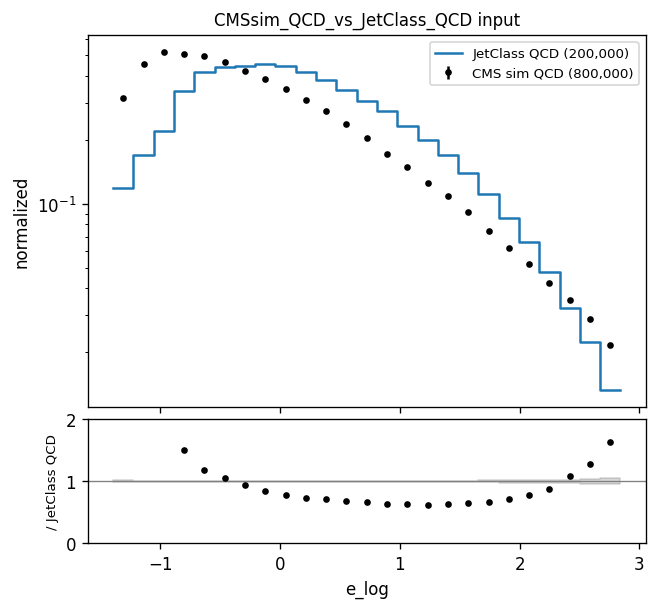 CMSsim_QCD_vs_JetClass_QCD input
JetClass QCD (200,000)
CMS sim QCD (800,000)
normalized
10⁻¹
/ JetClass QCD
2
1
0
−1 0 1 2 3
e_log